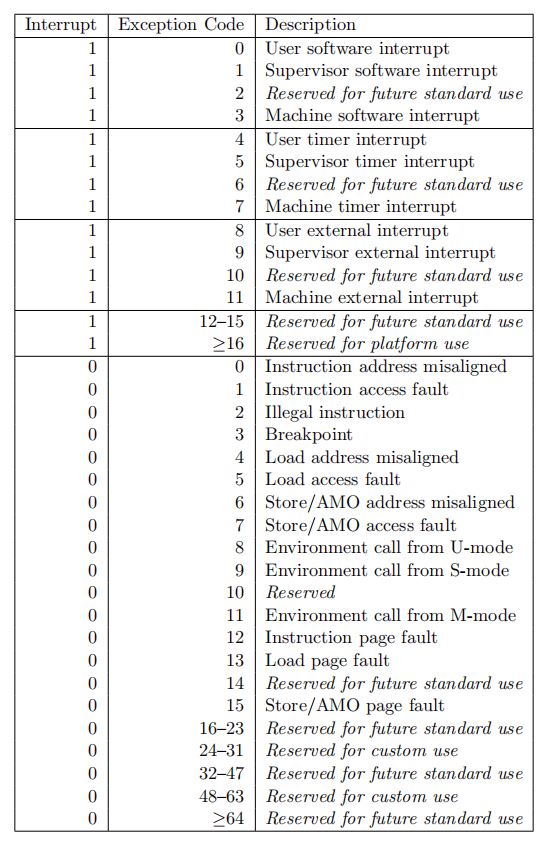 Interrupt Exception Code Description
1 0 User software interrupt
1 1 Supervisor software interrupt
1 2 Reserved for future standard use
1 3 Machine software interrupt
1 4 User timer interrupt
1 5 Supervisor timer interrupt
1 6 Reserved for future standard use
1 7 Machine timer interrupt
1 8 User external interrupt
1 9 Supervisor external interrupt
1 10 Reserved for future standard use
1 11 Machine external interrupt
1 12–15 Reserved for future standard use
1 ≥16 Reserved for platform use
0 0 Instruction address misaligned
0 1 Instruction access fault
0 2 Illegal instruction
0 3 Breakpoint
0 4 Load address misaligned
0 5 Load access fault
0 6 Store/AMO address misaligned
0 7 Store/AMO access fault
0 8 Environment call from U-mode
0 9 Environment call from S-mode
0 10 Reserved
0 11 Environment call from M-mode
0 12 Instruction page fault
0 13 Load page fault
0 14 Reserved for future standard use
0 15 Store/AMO page fault
0 16–23 Reserved for future standard use
0 24–31 Reserved for custom use
0 32–47 Reserved for future standard use
0 48–63 Reserved for custom use
0 ≥64 Reserved for future standard use